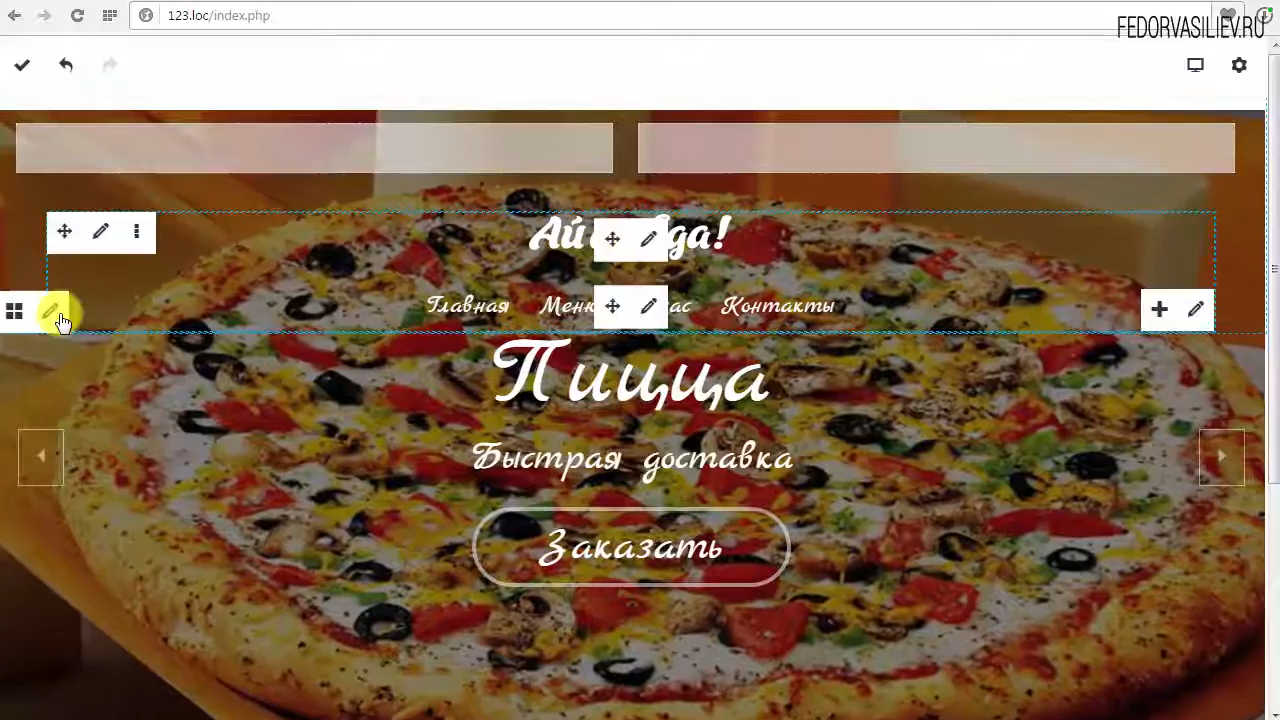 123.loc/index.php
FEDORVASILIEV.RU
Главная Контакты
Пицца
Быстрая доставка
Заказать